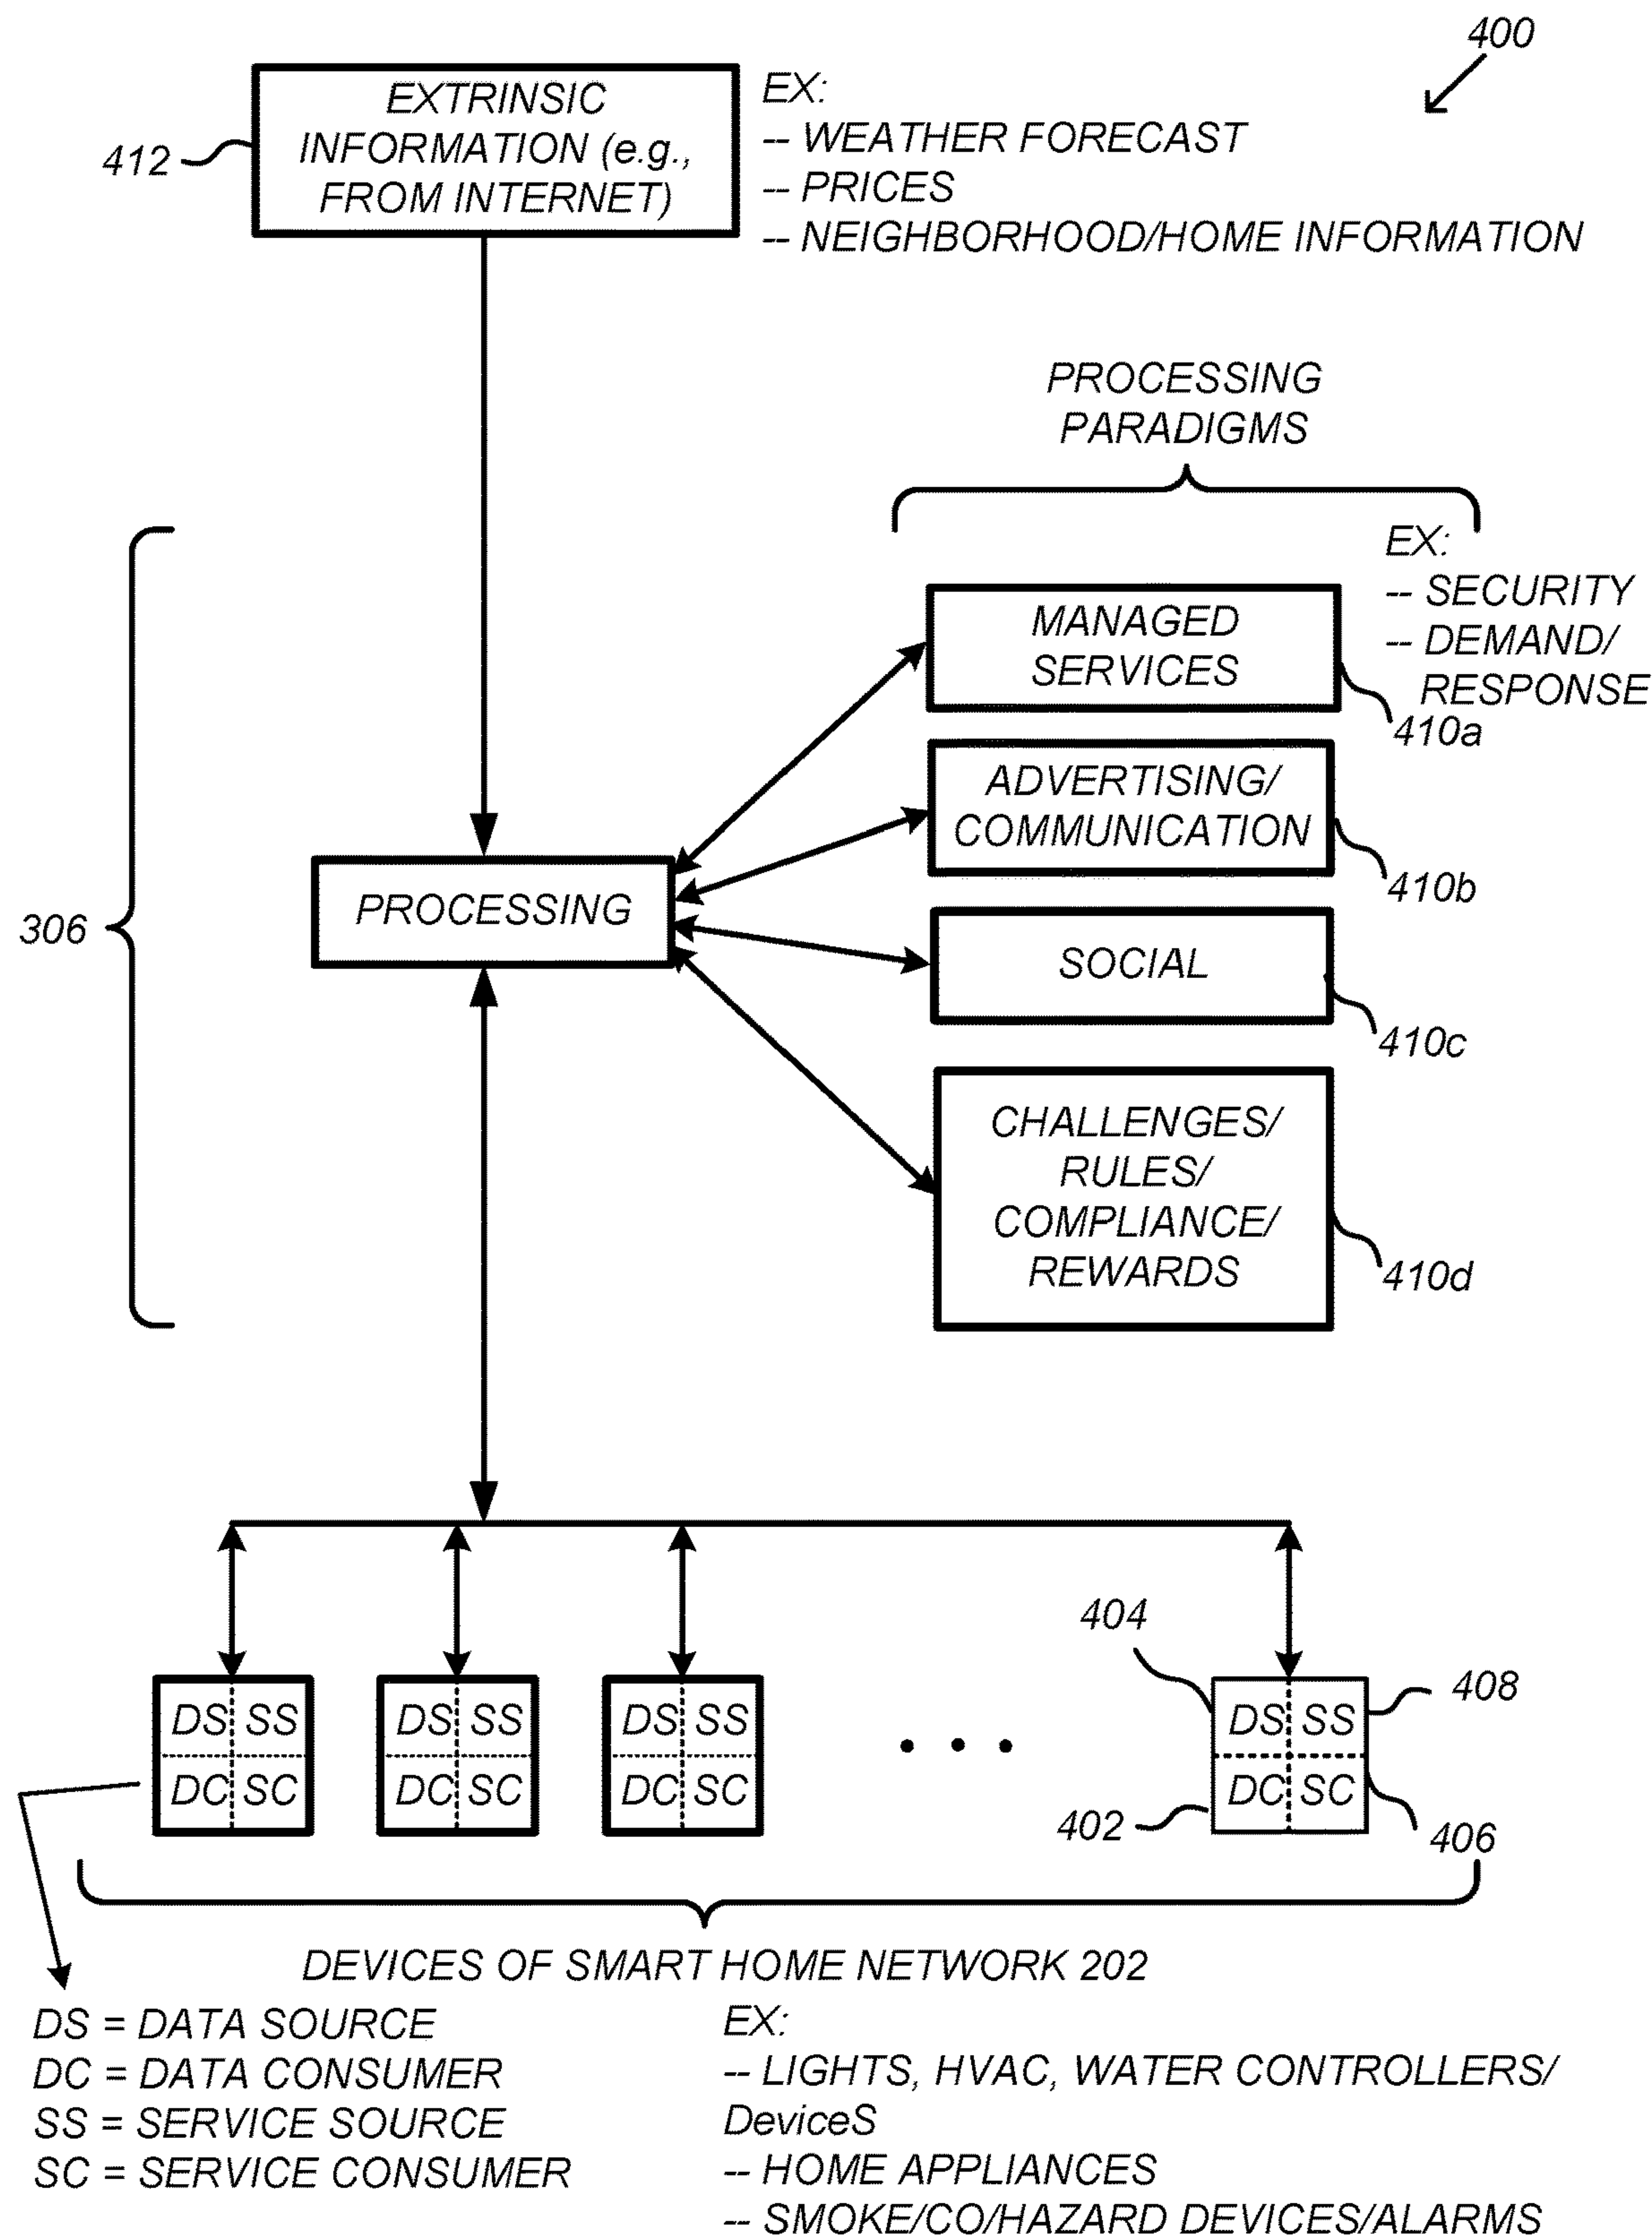 400
EXTRINSIC
INFORMATION (e.g.,
FROM INTERNET)
412
EX:
-- WEATHER FORECAST
-- PRICES
-- NEIGHBORHOOD/HOME INFORMATION
PROCESSING
PARADIGMS
EX:
-- SECURITY
-- DEMAND/
RESPONSE
MANAGED
SERVICES
410a
ADVERTISING/
COMMUNICATION
410b
306
PROCESSING
SOCIAL
410c
CHALLENGES/
RULES/
COMPLIANCE/
REWARDS
410d
404
408
DS SS
DC SC
DS SS
DC SC
DS SS
DC SC
. . .
DS SS
DC SC
402
406
DEVICES OF SMART HOME NETWORK 202
DS = DATA SOURCE
DC = DATA CONSUMER
SS = SERVICE SOURCE
SC = SERVICE CONSUMER
EX:
-- LIGHTS, HVAC, WATER CONTROLLERS/
DeviceS
-- HOME APPLIANCES
-- SMOKE/CO/HAZARD DEVICES/ALARMS